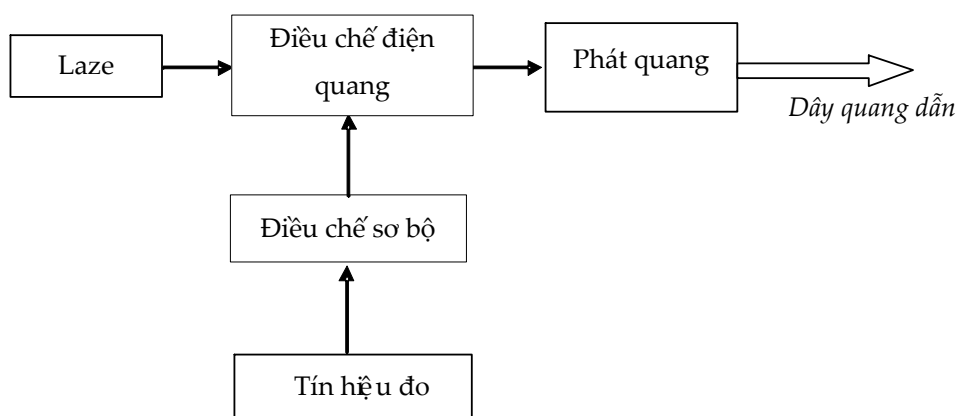 Laze
Điều chế điện
quang
Phát quang
Dây quang dẫn
Điều chế sơ bộ
Tín hiệu đo